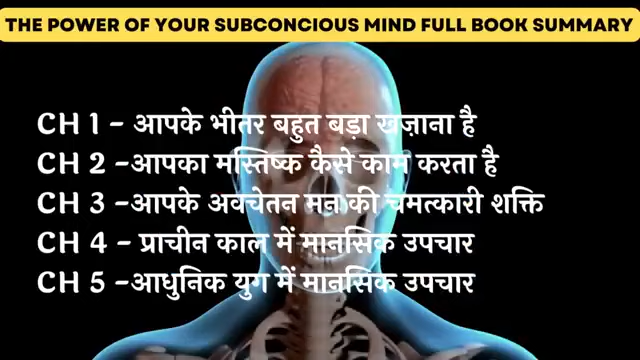 THE POWER OF YOUR SUBCONCIOUS MIND FULL BOOK SUMMARY
CH 1 - आपके भीतर बहुत बड़ा खज़ाना है
CH 2 -आपका मस्तिष्क कैसे काम करता है
CH 3 -आपके अवचेतन मन की चमत्कारी शक्ति
CH 4 - प्राचीन काल में मानसिक उपचार
CH 5 -आधुनिक युग में मानसिक उपचार